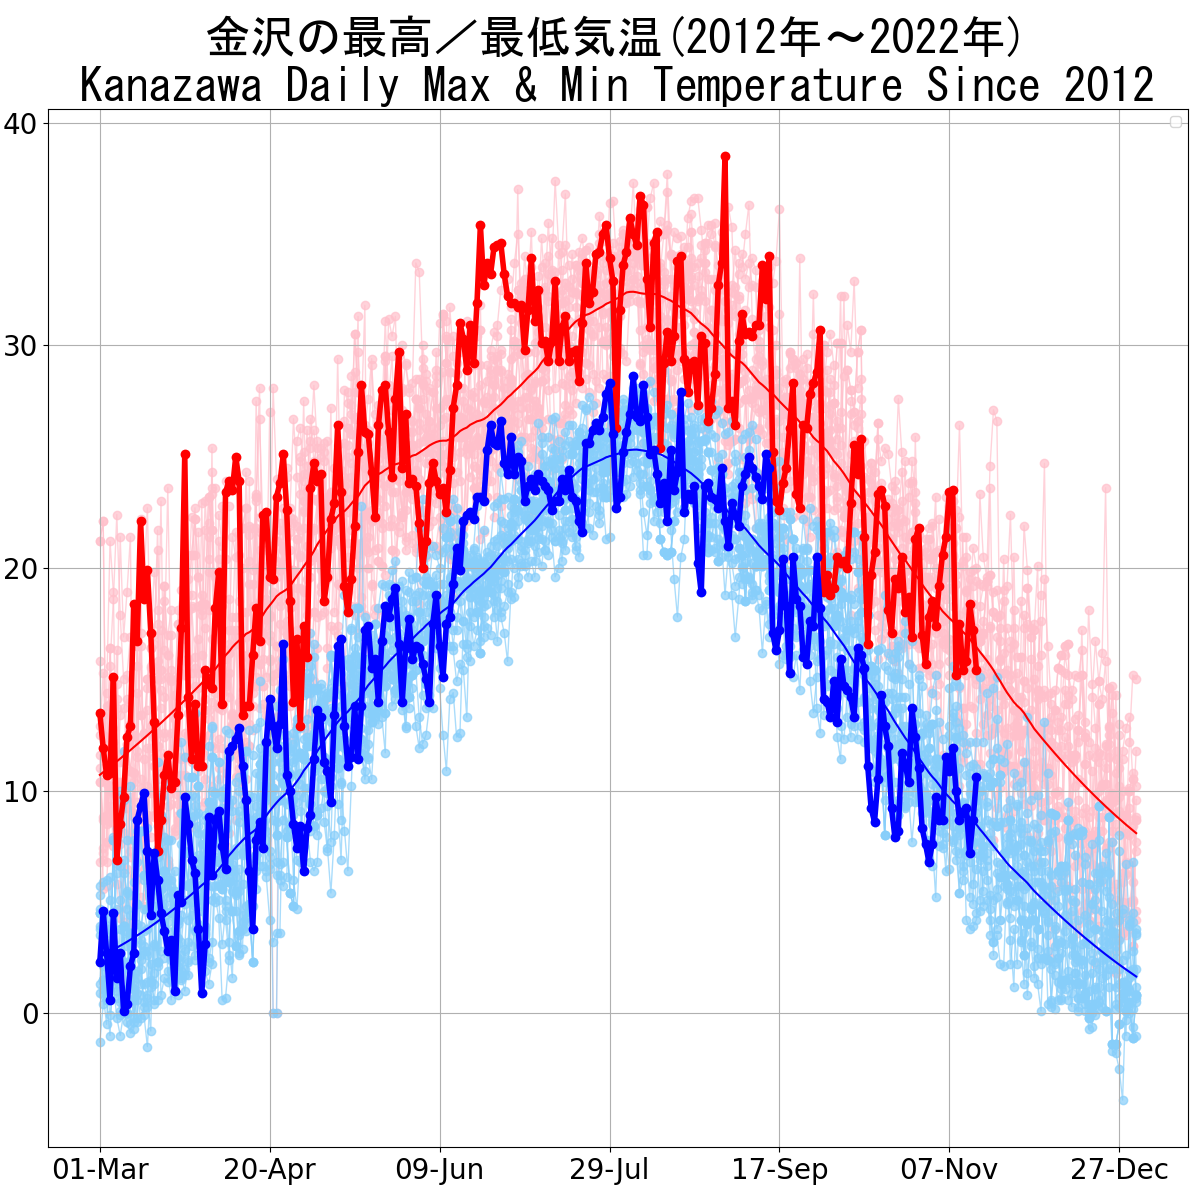 金沢の最高／最低気温(2012年～2022年)
Kanazawa Daily Max & Min Temperature Since 2012
40
30
20
10
0
01-Mar 20-Apr 09-Jun 29-Jul 17-Sep 07-Nov 27-Dec